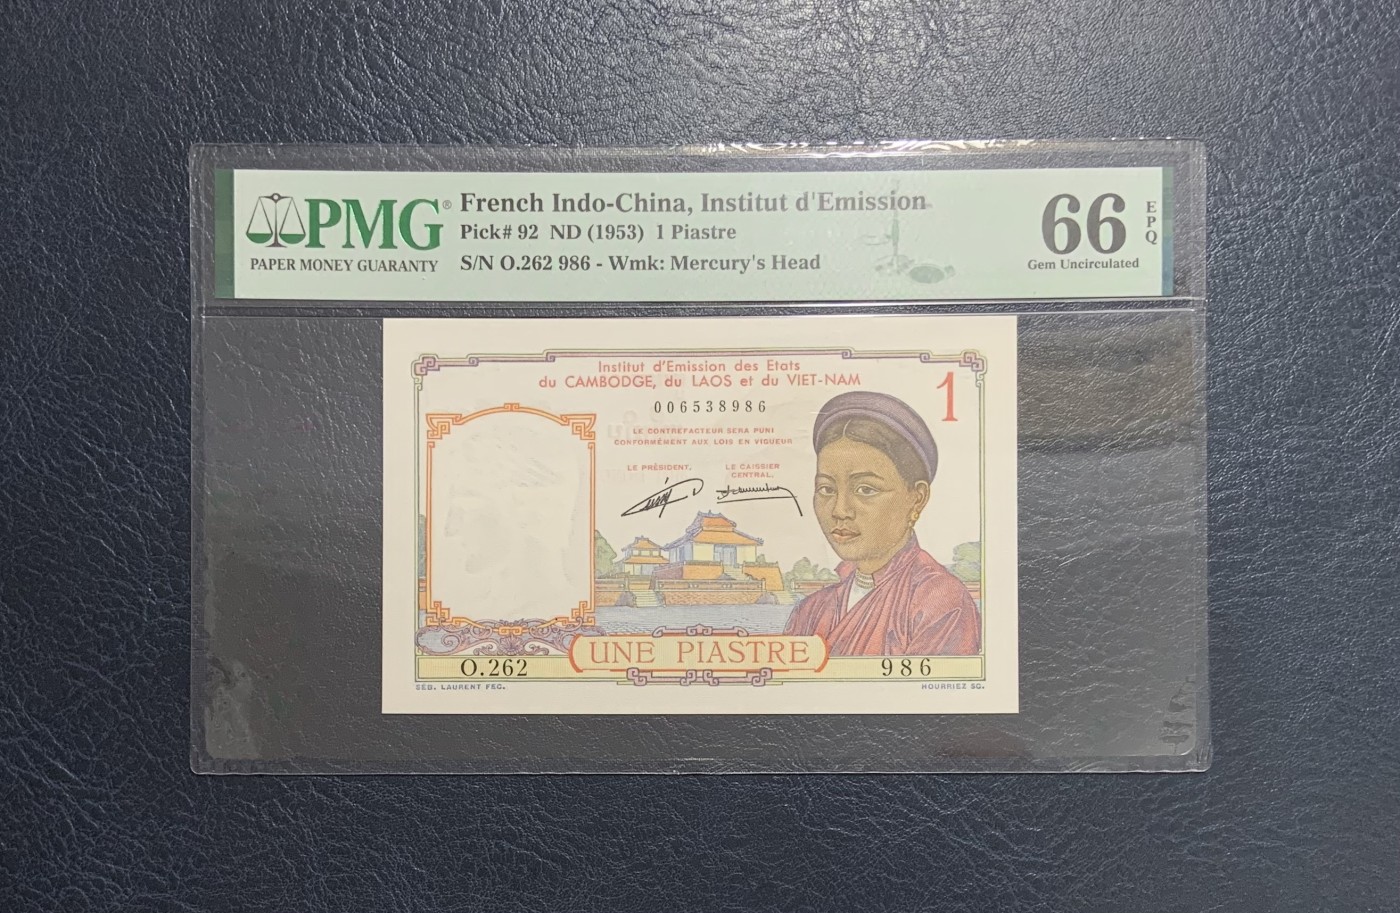 PMG®
PAPER MONEY GUARANTY
French Indo-China, Institut d'Emission
Pick# 92 ND (1953) 1 Piastre
S/N O.262 986 - Wmk: Mercury's Head
66
EPQ
Gem Uncirculated
Institut d'Emission des Etats
du CAMBODGE, du LAOS et du VIET-NAM
1
006538986
LE CONTREFACTEUR SERA PUNI
CONFORMÉMENT AUX LOIS EN VIGUEUR
LE PRÉSIDENT.
LE CAISSIER
CENTRAL.
UNE PIASTRE
O.262
986
SÉB. LAURENT FEC.
HOURRIEZ SC.